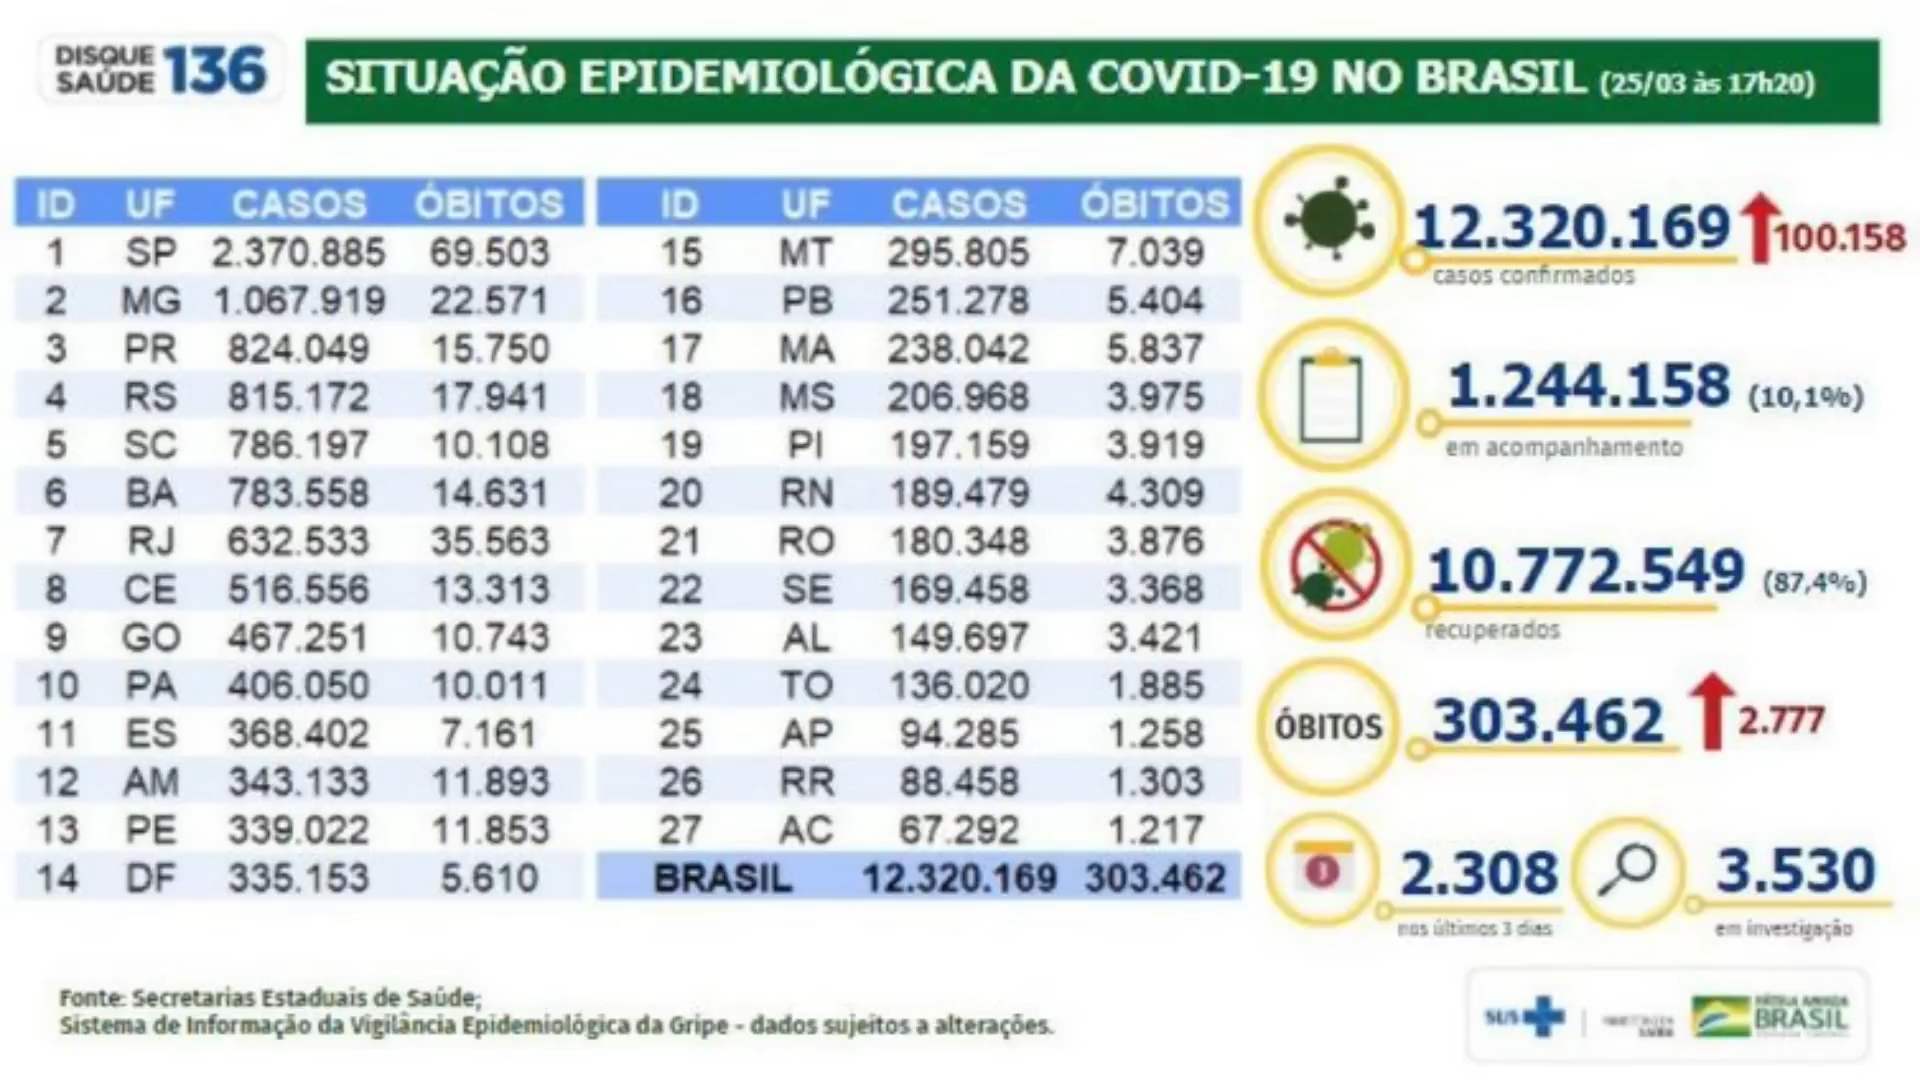 DISQUE
SAÚDE 136
SITUAÇÃO EPIDEMIOLÓGICA DA COVID-19 NO BRASIL (25/03 às 17h20)
ID UF CASOS ÓBITOS ID UF CASOS ÓBITOS
1 SP 2.370.885 69.503 15 MT 295.805 7.039
2 MG 1.067.919 22.571 16 PB 251.278 5.404
3 PR 824.049 15.750 17 MA 238.042 5.837
4 RS 815.172 17.941 18 MS 206.968 3.975
5 SC 786.197 10.108 19 PI 197.159 3.919
6 BA 783.558 14.631 20 RN 189.479 4.309
7 RJ 632.533 35.563 21 RO 180.348 3.876
8 CE 516.556 13.313 22 SE 169.458 3.368
9 GO 467.251 10.743 23 AL 149.697 3.421
10 PA 406.050 10.011 24 TO 136.020 1.885
11 ES 368.402 7.161 25 AP 94.285 1.258
12 AM 343.133 11.893 26 RR 88.458 1.303
13 PE 339.022 11.853 27 AC 67.292 1.217
14 DF 335.153 5.610 BRASIL 12.320.169 303.462
12.320.169 100.158
casos confirmados
1.244.158 (10,1%)
em acompanhamento
10.772.549 (87,4%)
recuperados
ÓBITOS 303.462 2.777
3 2.308 3.530
nos últimos 3 dias em investigação
Fonte: Secretarias Estaduais de Saúde;
Sistema de Informação da Vigilância Epidemiológica da Gripe - dados sujeitos a alterações.
SUS
PÁTRIA AMADA
BRASIL